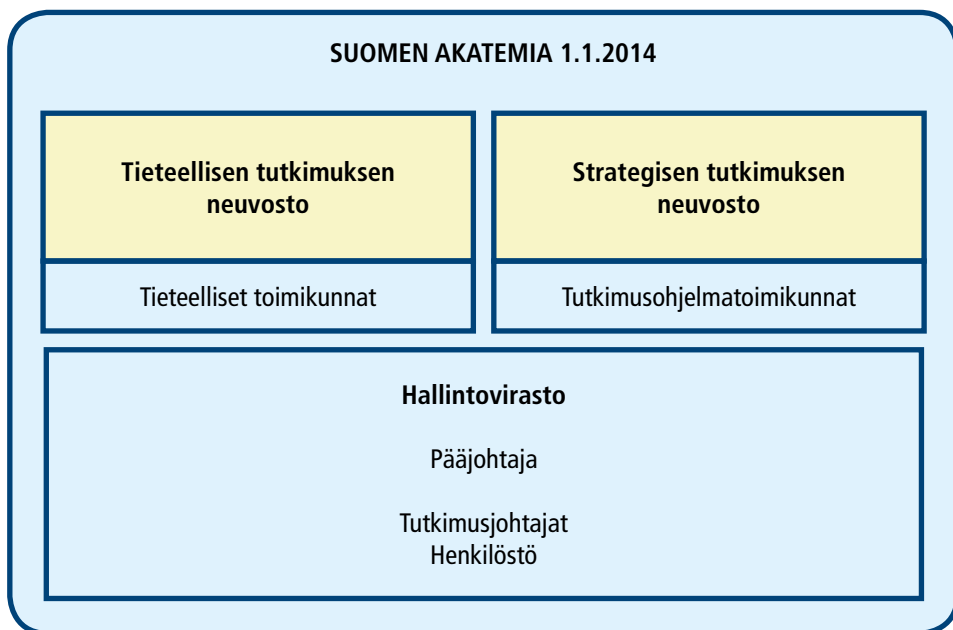 SUOMEN AKATEMIA 1.1.2014
Tieteellisen tutkimuksen
neuvosto
Tieteelliset toimikunnat
Strategisen tutkimuksen
neuvosto
Tutkimusohjelmatoimikunnat
Hallintovirasto
Pääjohtaja
Tutkimusjohtajat
Henkilöstö